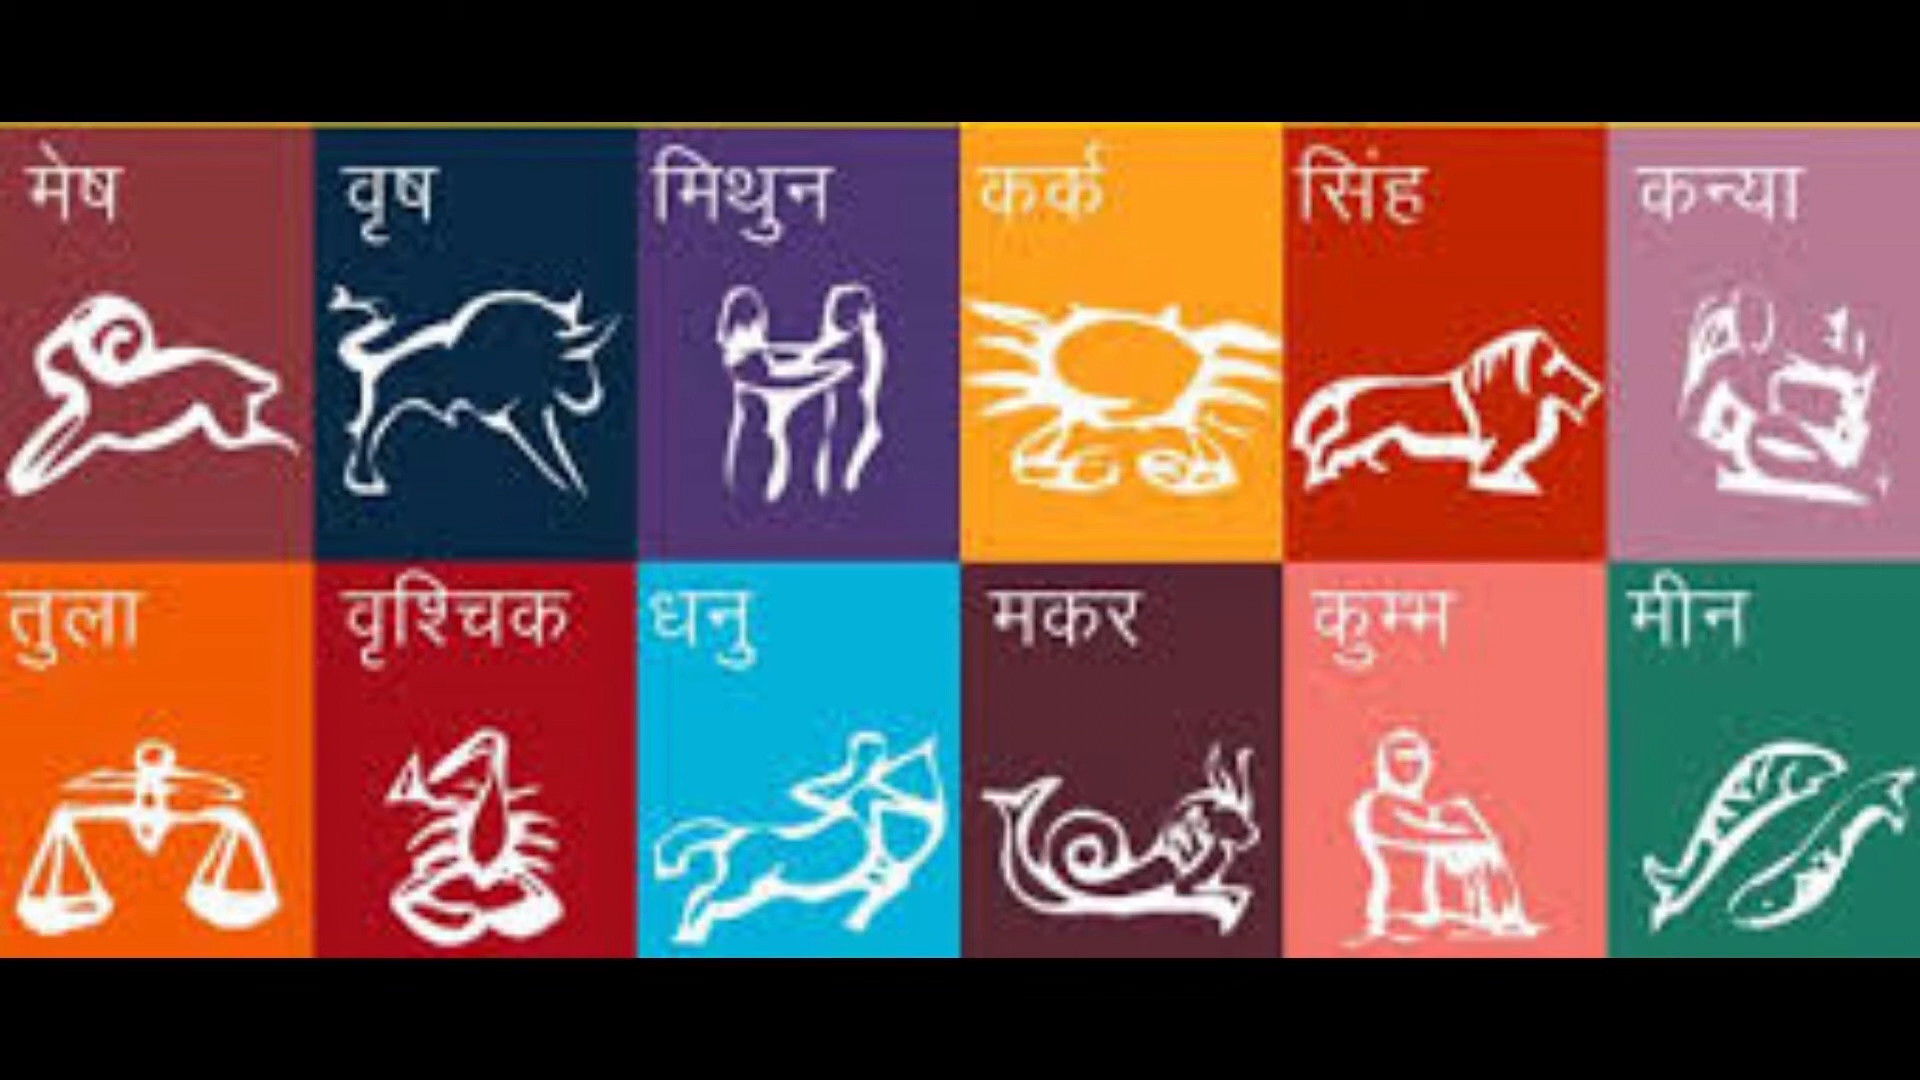 मेष वृष मिथुन कर्क सिंह कन्या
तुला वृश्चिक धनु मकर कुम्म मीन